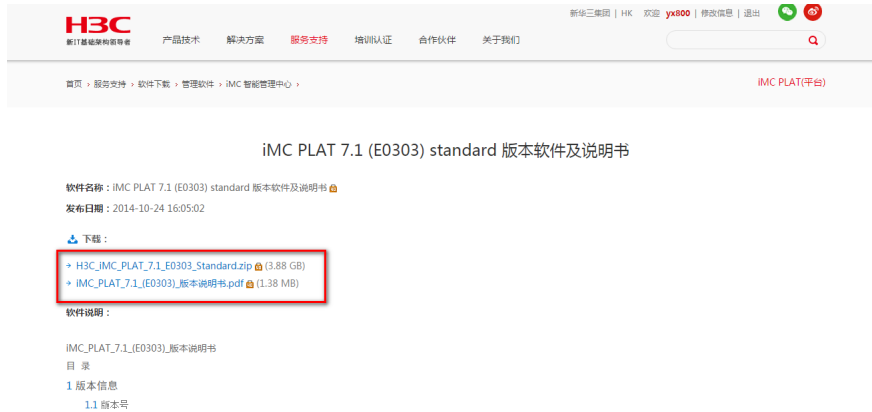 新华三集团 | HK 欢迎 yx800 | 修改信息 | 退出
H3C
新IT基础架构领导者
产品技术 解决方案 服务支持 培训认证 合作伙伴 关于我们
首页 › 服务支持 › 软件下载 › 管理软件 › iMC 智能管理中心 ›
iMC PLAT(平台)
iMC PLAT 7.1 (E0303) standard 版本软件及说明书
软件名称：iMC PLAT 7.1 (E0303) standard 版本软件及说明书
发布日期：2014-10-24 16:05:02
下载：
H3C_iMC_PLAT_7.1_E0303_Standard.zip (3.88 GB)
iMC_PLAT_7.1_(E0303)_版本说明书.pdf (1.38 MB)
软件说明：
iMC_PLAT_7.1_(E0303)_版本说明书
目 录
1 版本信息
1.1 版本号